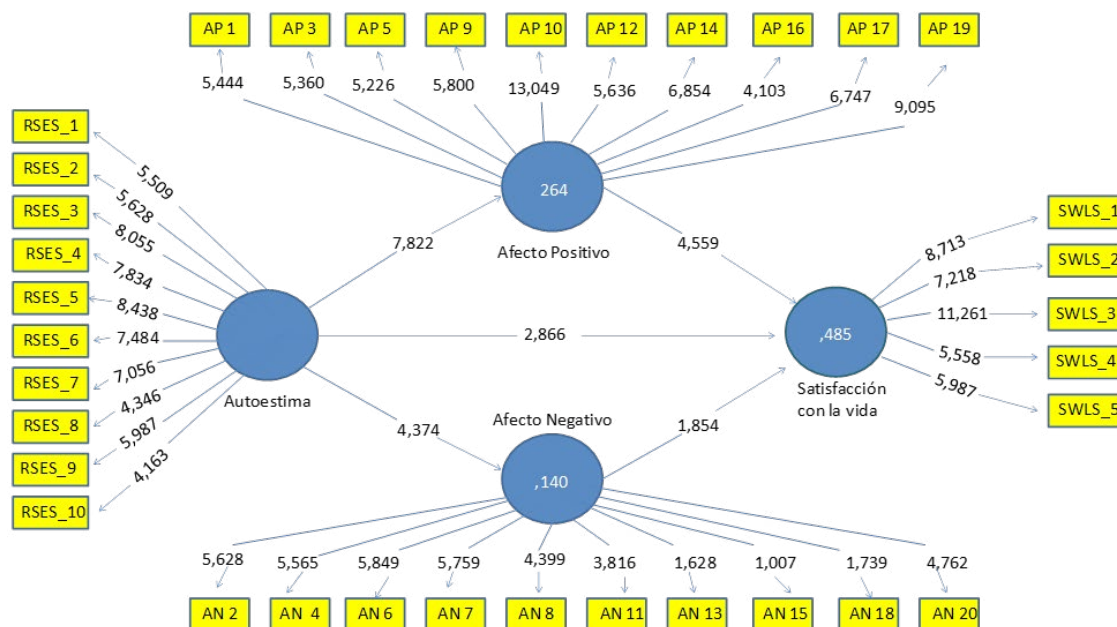 AP 1 AP 3 AP 5 AP 9 AP 10 AP 12 AP 14 AP 16 AP 17 AP 19
5,444 5,360 5,226 5,800 13,049 5,636 6,854 4,103 6,747 9,095
RSES_1
RSES_2
RSES_3
RSES_4
RSES_5
RSES_6
RSES_7
RSES_8
RSES_9
RSES_10
5,509
5,628
8,055
7,834
8,438
7,484
7,056
4,346
5,987
4,163
Autoestima
264
Afecto Positivo
7,822
4,559
2,866
4,374
1,854
Afecto Negativo
,140
,485
Satisfacción
con la vida
8,713
7,218
11,261
5,558
5,987
SWLS_1
SWLS_2
SWLS_3
SWLS_4
SWLS_5
5,628 5,565 5,849 5,759 4,399 3,816 1,628 1,007 1,739 4,762
AN 2 AN 4 AN 6 AN 7 AN 8 AN 11 AN 13 AN 15 AN 18 AN 20